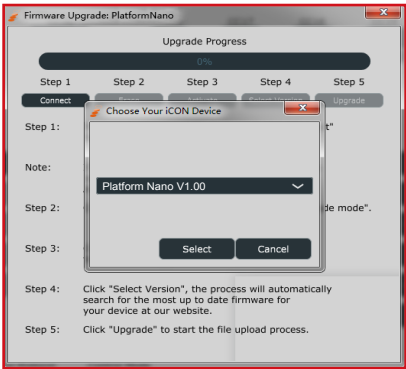 Firmware Upgrade: PlatformNano
Upgrade Progress
0%
Step 1 Step 2 Step 3 Step 4 Step 5
Connect Select Version Upgrade
Choose Your iCON Device
Step 1: t"
Note:
Platform Nano V1.00
Step 2: de mode".
Select Cancel
Step 3:
Step 4: Click "Select Version", the process will automatically
search for the most up to date firmware for
your device at our website.
Step 5: Click "Upgrade" to start the file upload process.